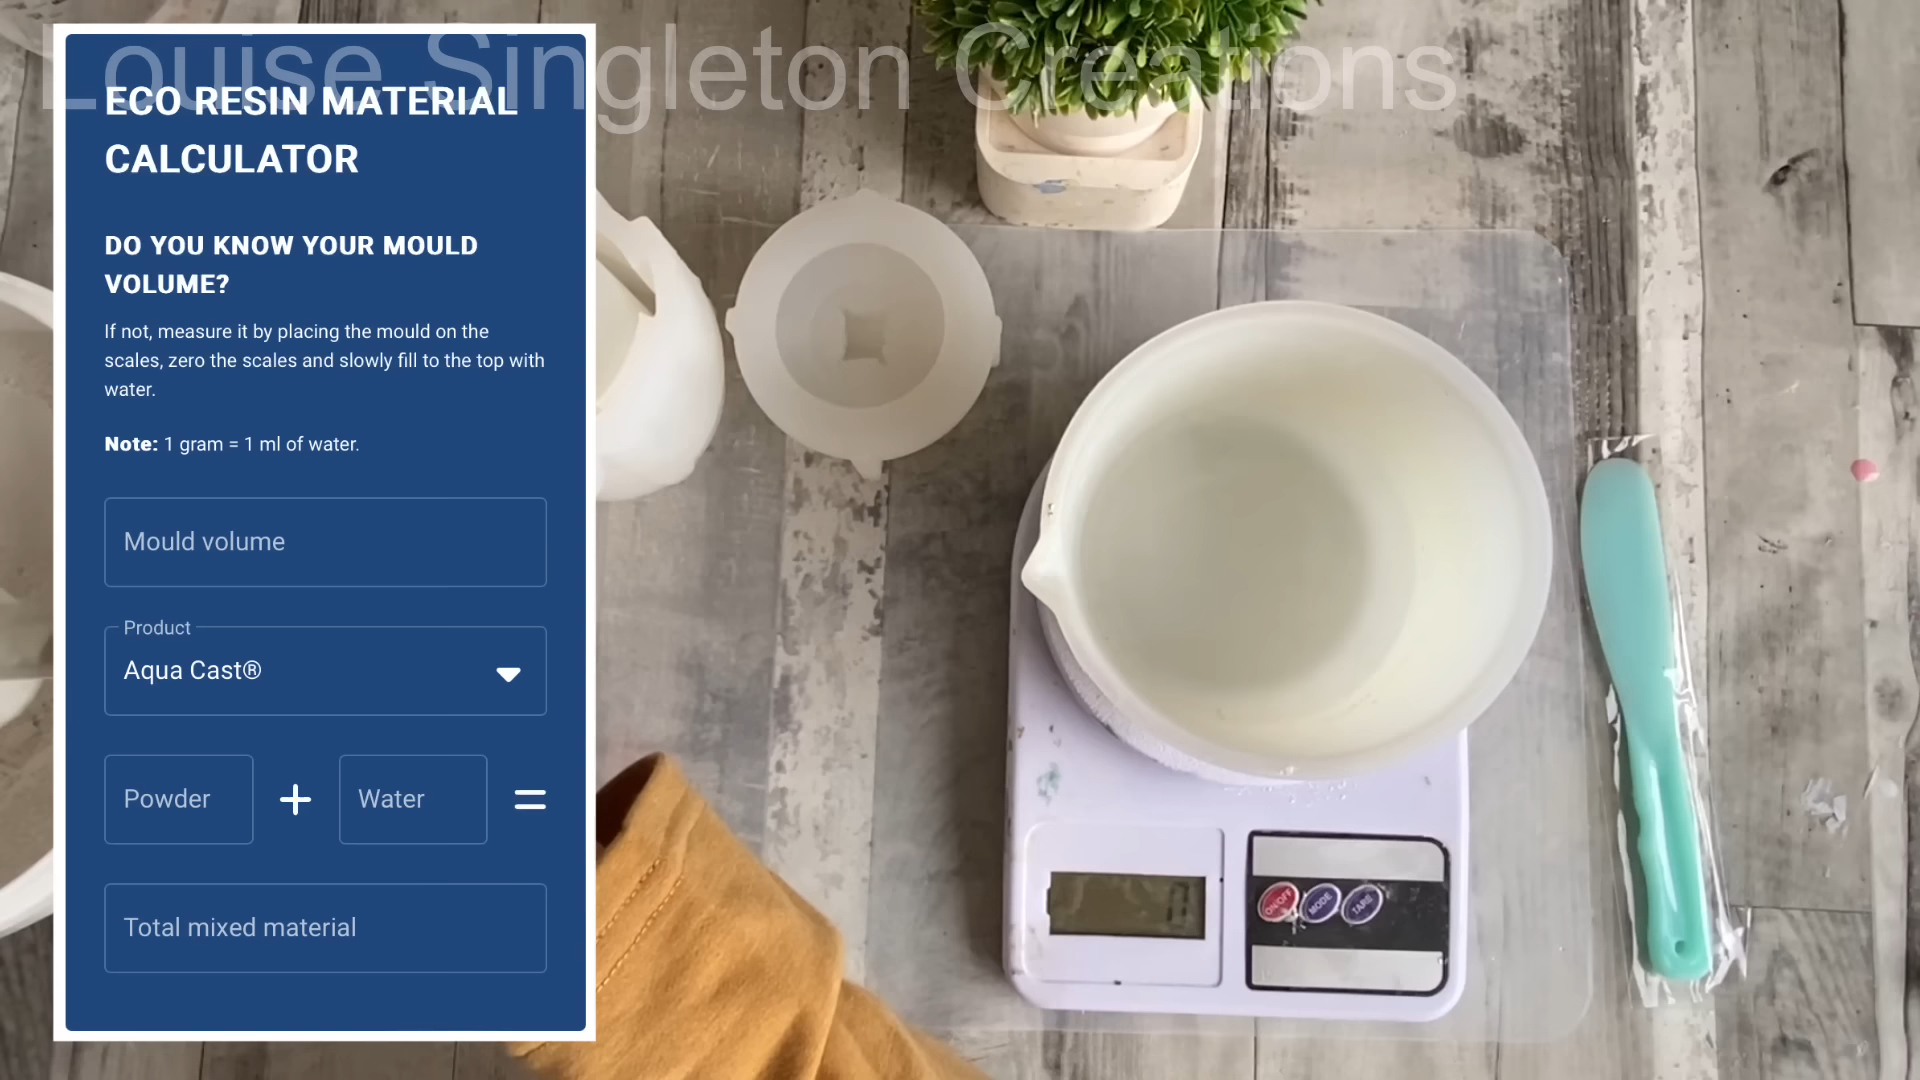 Louise Singleton Creations
ECO RESIN MATERIAL
CALCULATOR
DO YOU KNOW YOUR MOULD
VOLUME?
If not, measure it by placing the mould on the
scales, zero the scales and slowly fill to the top with
water.
Note: 1 gram = 1 ml of water.
Mould volume
Product
Aqua Cast®
Powder + Water =
Total mixed material
0
ON/OFF MODE TARE